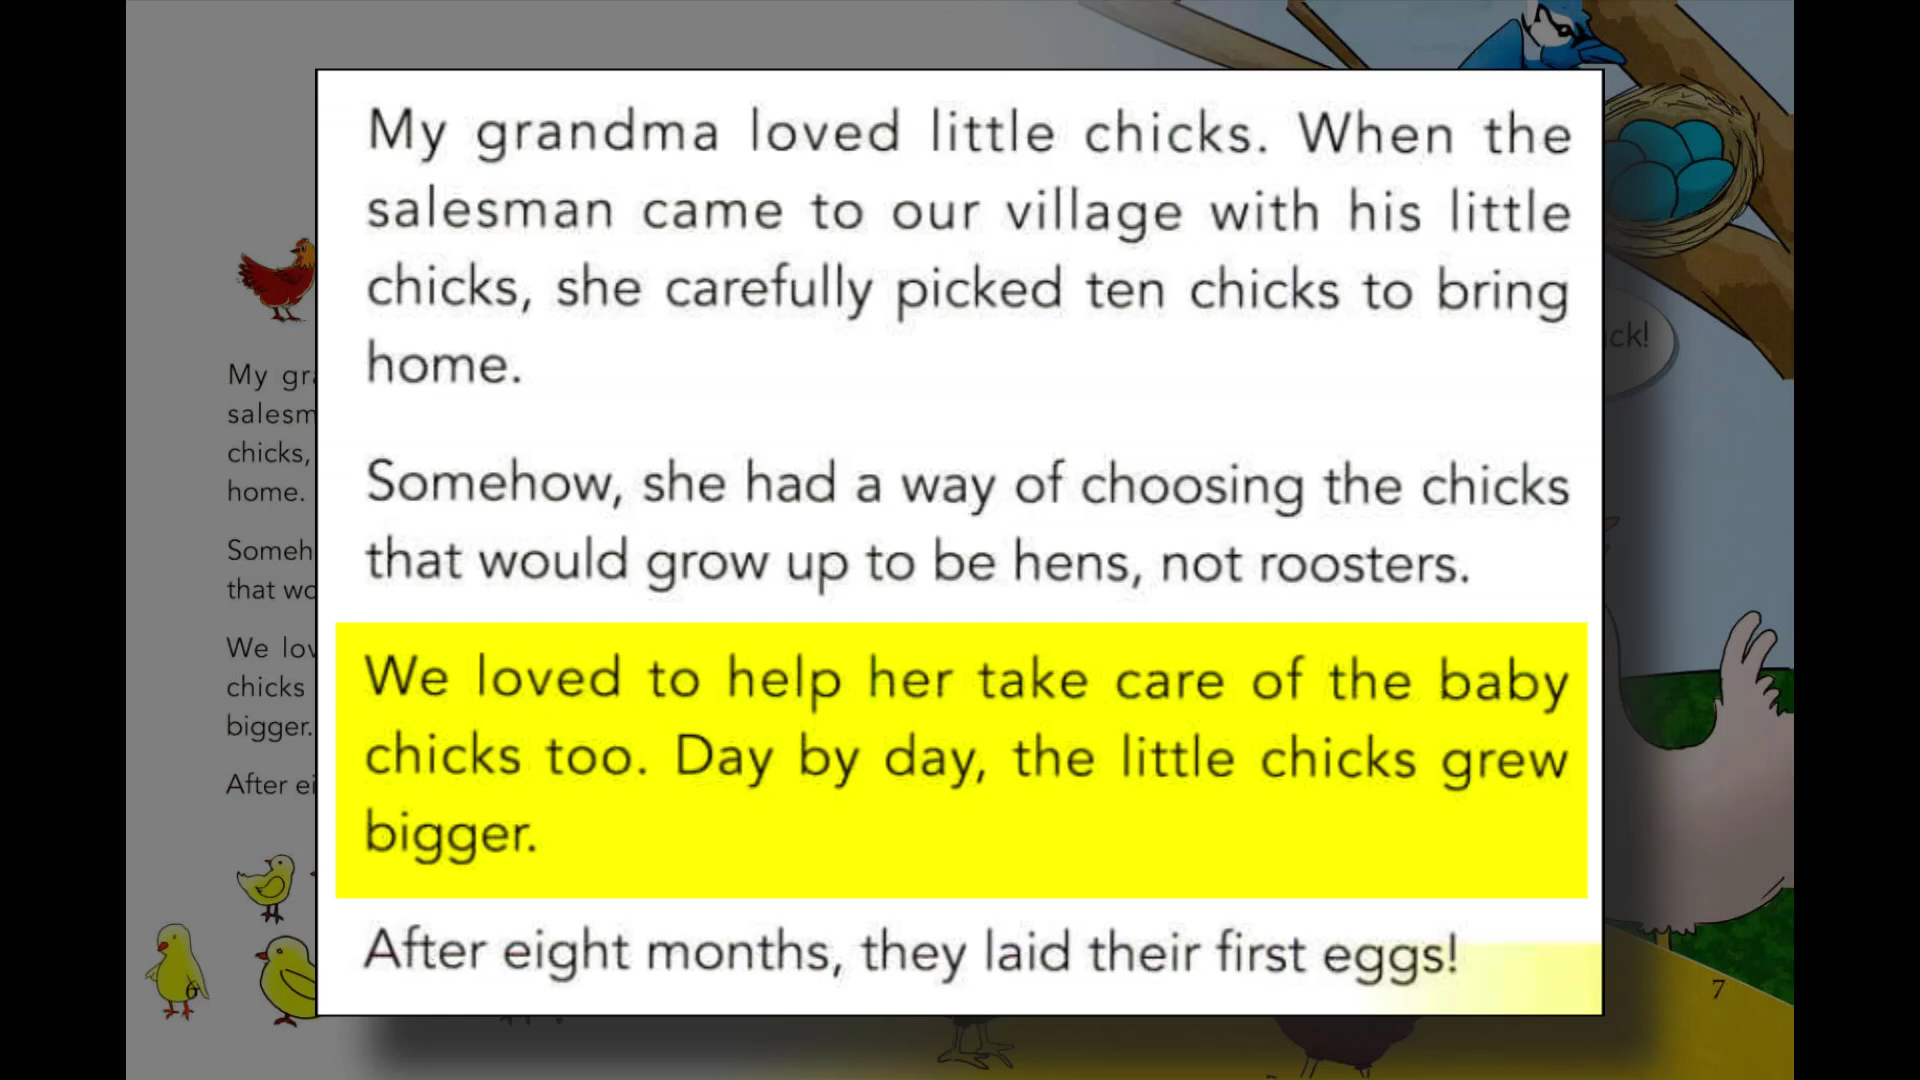 My grandma loved little chicks. When the
salesman came to our village with his little
chicks, she carefully picked ten chicks to bring
home.
Somehow, she had a way of choosing the chicks
that would grow up to be hens, not roosters.
We loved to help her take care of the baby
chicks too. Day by day, the little chicks grew
bigger.
After eight months, they laid their first eggs!
My
salesm
chicks,
home.
Someh
that
We
chicks
bigger.
After
ck!
6
7